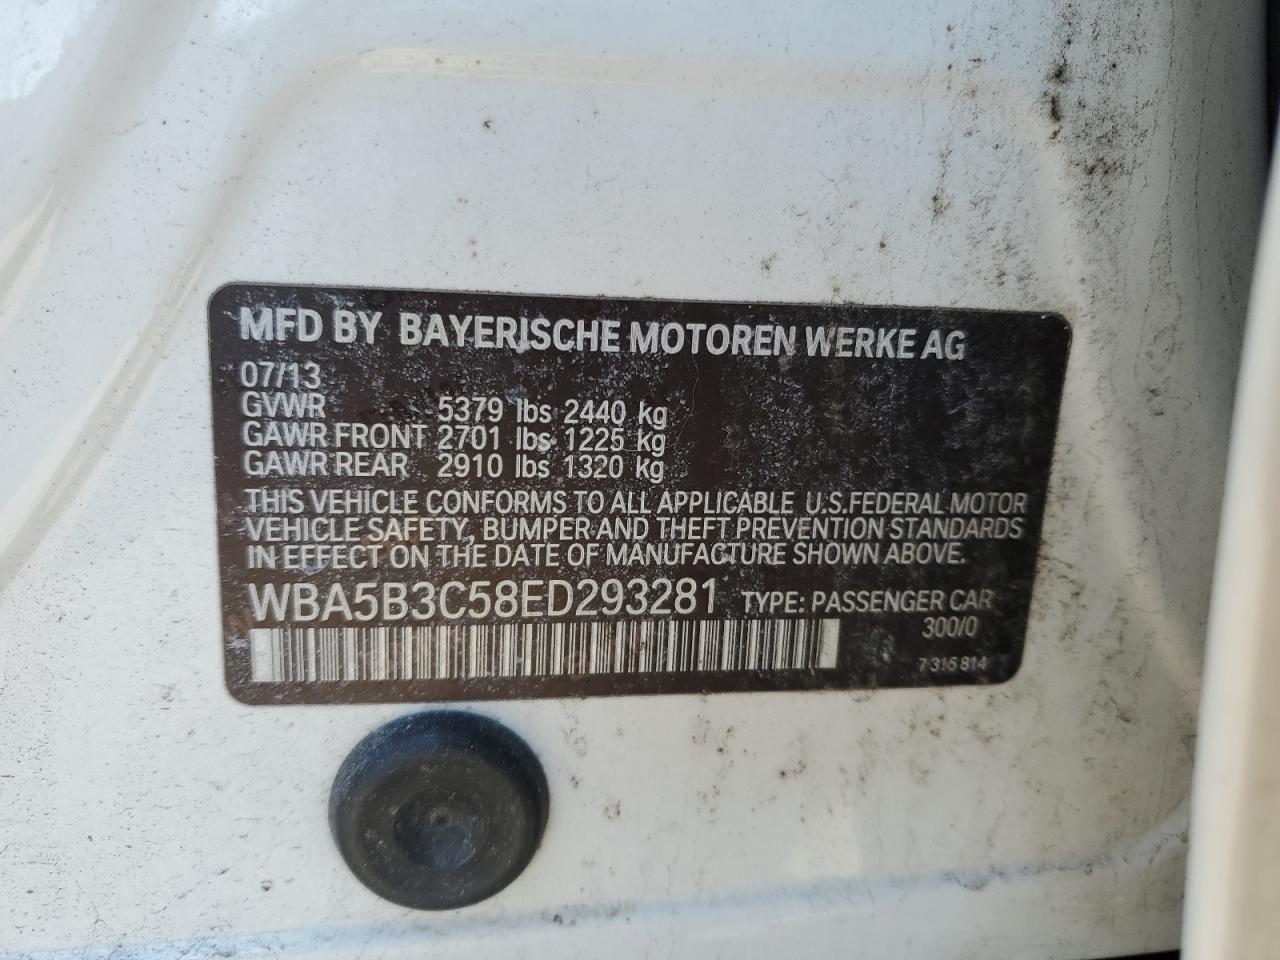 MFD BY BAYERISCHE MOTOREN WERKE AG
07/13
GVWR 5379 lbs 2440 kg
GAWR FRONT 2701 lbs 1225 kg
GAWR REAR 2910 lbs 1320 kg
THIS VEHICLE CONFORMS TO ALL APPLICABLE U.S.FEDERAL MOTOR
VEHICLE SAFETY, BUMPER AND THEFT PREVENTION STANDARDS
IN EFFECT ON THE DATE OF MANUFACTURE SHOWN ABOVE.
WBA5B3C58ED293281 TYPE: PASSENGER CAR
300/0
7 316 814